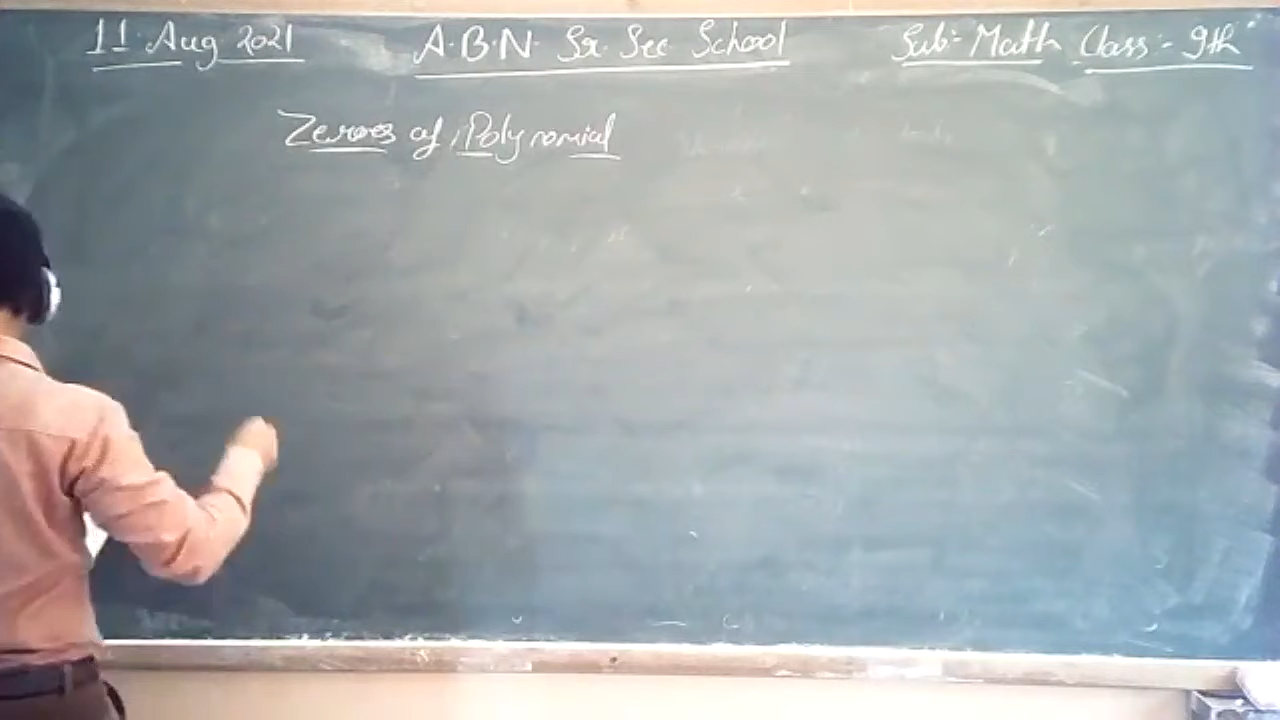 11 Aug 2021 A.B.N. Sr. Sec. School Sub:- Math Class:- 9th
Zeroes of Polynomial